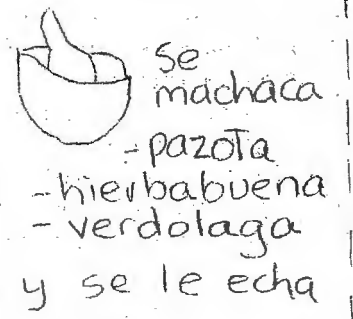 se
machaca
- pazota
- hierbabuena
- verdolaga
y se le echa